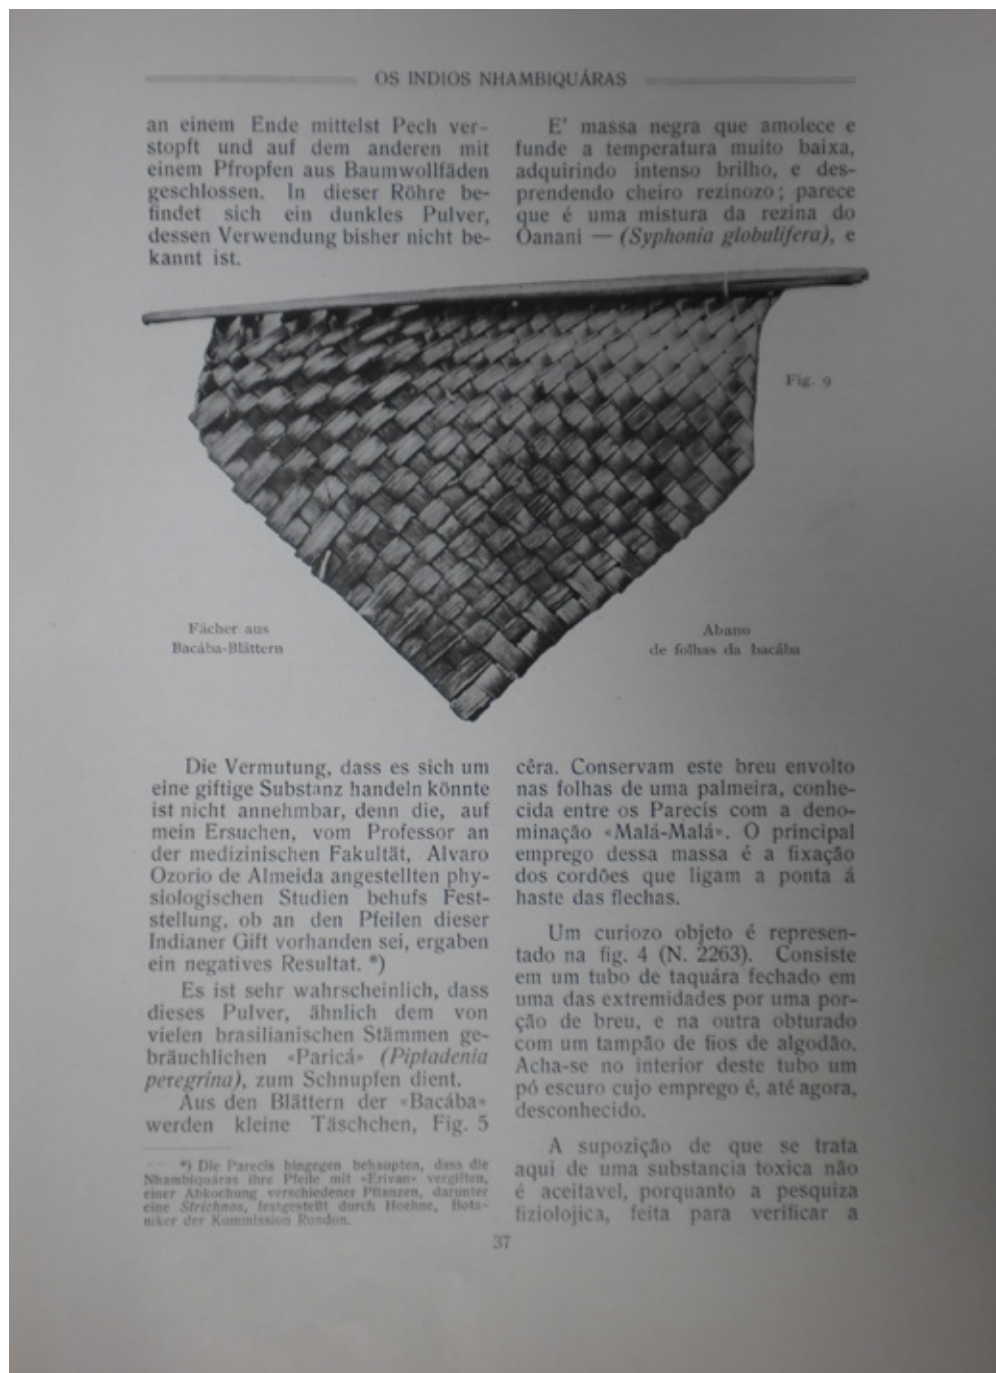 OS INDIOS NHAMBIQUÁRAS
an einem Ende mittelst Pech ver-
stopft und auf dem anderen mit
einem Pfropfen aus Baumwollfäden
geschlossen. In dieser Röhre be-
findet sich ein dunkles Pulver,
dessen Verwendung bisher nicht be-
kannt ist.
E' massa negra que amolece e
funde a temperatura muito baixa,
adquirindo intenso brilho, e des-
prendendo cheiro rezinozo; parece
que é uma mistura da rezina do
Oanani — (Syphonia globulifera), e
Fig. 9
Fächer aus
Bacába-Blättern
Abano
de folhas da bacába
Die Vermutung, dass es sich um
eine giftige Substanz handeln könnte
ist nicht annehmbar, denn die, auf
mein Ersuchen, vom Professor an
der medizinischen Fakultät, Alvaro
Ozorio de Almeida angestellten phy-
siologischen Studien behufs Fest-
stellung, ob an den Pfeilen dieser
Indianer Gift vorhanden sei, ergaben
ein negatives Resultat. *)
Es ist sehr wahrscheinlich, dass
dieses Pulver, ähnlich dem von
vielen brasilianischen Stämmen ge-
bräuchlichen «Paricá» (Piptadenia
peregrina), zum Schnupfen dient.
Aus den Blättern der «Bacába»
werden kleine Täschchen, Fig. 5
*) Die Parecis hingegen behaupten, dass die
Nhambiquáras ihre Pfeile mit «Erivan» vergiften,
einer Abkochung verschiedener Pflanzen, darunter
eine Strichnos, festgestellt durch Hoehne, Bota-
niker der Kommission Rondon.
cêra. Conservam este breu envolto
nas folhas de uma palmeira, conhe-
cida entre os Parecís com a deno-
minação «Malá-Malá». O principal
emprego dessa massa é a fixação
dos cordões que ligam a ponta á
haste das flechas.
Um curiozo objeto é represen-
tado na fig. 4 (N. 2263). Consiste
em um tubo de taquára fechado em
uma das extremidades por uma por-
ção de breu, e na outra obturado
com um tampão de fios de algodão.
Acha-se no interior deste tubo um
pó escuro cujo emprego é, até agora,
desconhecido.
A supozição de que se trata
aqui de uma substancia toxica não
é aceitavel, porquanto a pesquiza
fiziolojica, feita para verificar a
37